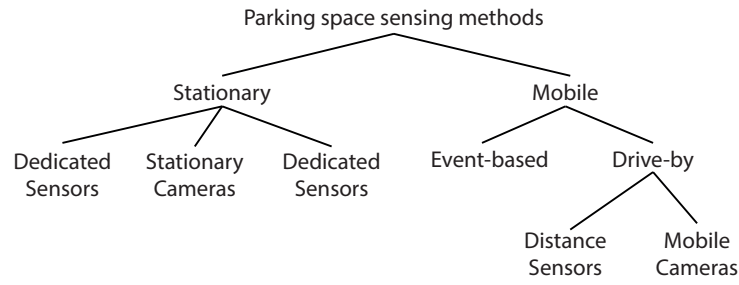 Parking space sensing methods
Stationary
Mobile
Dedicated
Sensors
Stationary
Cameras
Dedicated
Sensors
Event-based
Drive-by
Distance
Sensors
Mobile
Cameras